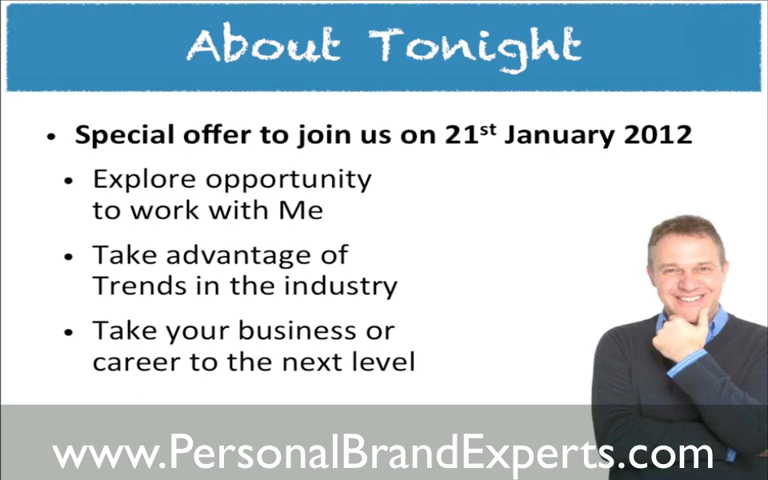 About Tonight
• Special offer to join us on 21st January 2012
• Explore opportunity
to work with Me
• Take advantage of
Trends in the industry
• Take your business or
career to the next level
www.PersonalBrandExperts.com